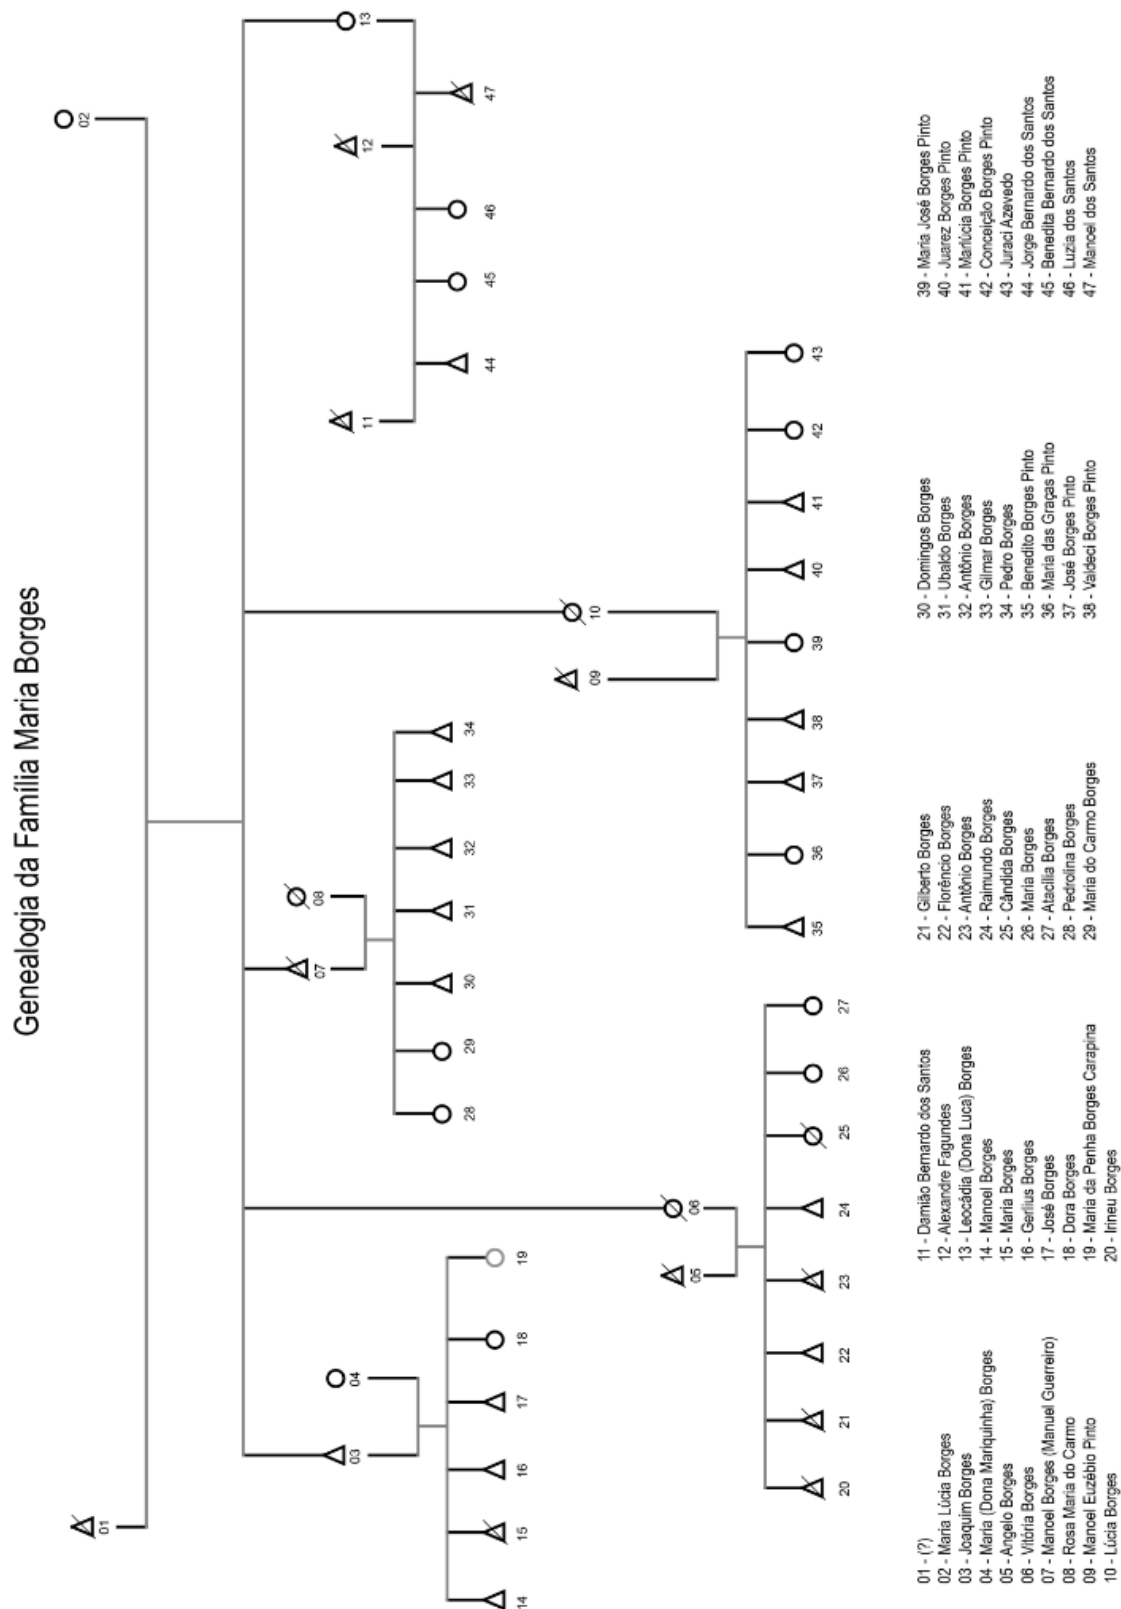 Genealogia da Família Maria Borges
01
02
03
04
05
06
07
08
09
10
11
12
13
14
15
16
17
18
19
20
21
22
23
24
25
26
27
28
29
30
31
32
33
34
35
36
37
38
39
40
41
42
43
44
45
46
47
01 - (?)
02 - Maria Lúcia Borges
03 - Joaquim Borges
04 - Maria (Dona Mariquinha) Borges
05 - Angelo Borges
06 - Vitória Borges
07 - Manoel Borges (Manuel Guerreiro)
08 - Rosa Maria do Carmo
09 - Manoel Euzébio Pinto
10 - Lúcia Borges
11 - Damião Bernardo dos Santos
12 - Alexandre Fagundes
13 - Leocádia (Dona Luca) Borges
14 - Manoel Borges
15 - Maria Borges
16 - Gerlius Borges
17 - José Borges
18 - Dora Borges
19 - Maria da Penha Borges Carapina
20 - Irineu Borges
21 - Gilberto Borges
22 - Florêncio Borges
23 - Antônio Borges
24 - Raimundo Borges
25 - Cândida Borges
26 - Maria Borges
27 - Atacília Borges
28 - Pedrolina Borges
29 - Maria do Carmo Borges
30 - Domingos Borges
31 - Ubaldo Borges
32 - Antônio Borges
33 - Gilmar Borges
34 - Pedro Borges
35 - Benedito Borges Pinto
36 - Maria das Graças Pinto
37 - José Borges Pinto
38 - Valdeci Borges Pinto
39 - Maria José Borges Pinto
40 - Juarez Borges Pinto
41 - Marlúcia Borges Pinto
42 - Conceição Borges Pinto
43 - Juraci Azevedo
44 - Jorge Bernardo dos Santos
45 - Benedita Bernardo dos Santos
46 - Luzia dos Santos
47 - Manoel dos Santos